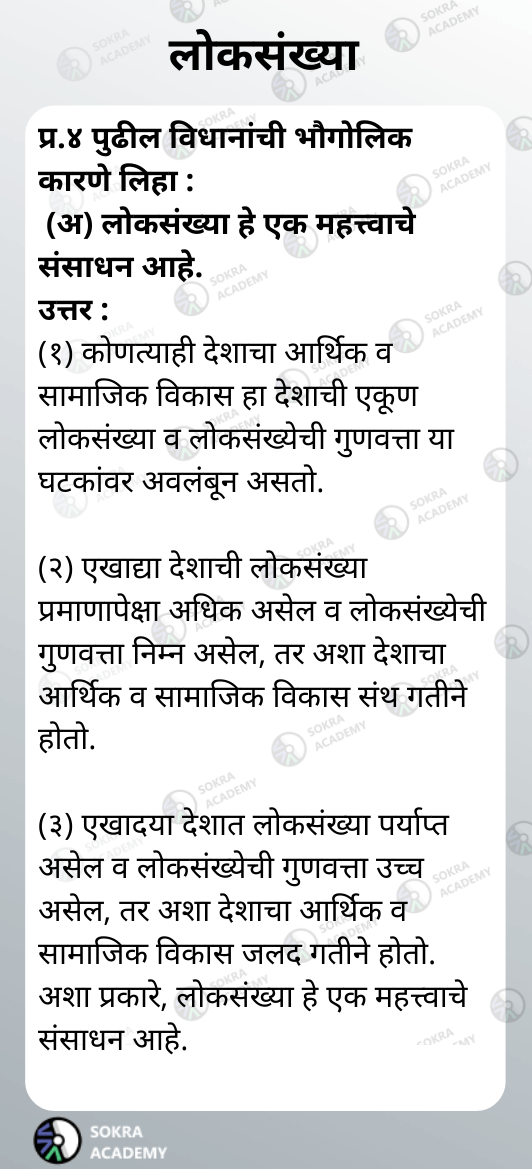 लोकसंख्या
प्र.४ पुढील विधानांची भौगोलिक
कारणे लिहा :
(अ) लोकसंख्या हे एक महत्त्वाचे
संसाधन आहे.
उत्तर :
(१) कोणत्याही देशाचा आर्थिक व
सामाजिक विकास हा देशाची एकूण
लोकसंख्या व लोकसंख्येची गुणवत्ता या
घटकांवर अवलंबून असतो.
(२) एखाद्या देशाची लोकसंख्या
प्रमाणापेक्षा अधिक असेल व लोकसंख्येची
गुणवत्ता निम्न असेल, तर अशा देशाचा
आर्थिक व सामाजिक विकास संथ गतीने
होतो.
(३) एखादया देशात लोकसंख्या पर्याप्त
असेल व लोकसंख्येची गुणवत्ता उच्च
असेल, तर अशा देशाचा आर्थिक व
सामाजिक विकास जलद गतीने होतो.
अशा प्रकारे, लोकसंख्या हे एक महत्त्वाचे
संसाधन आहे.
SOKRA
ACADEMY